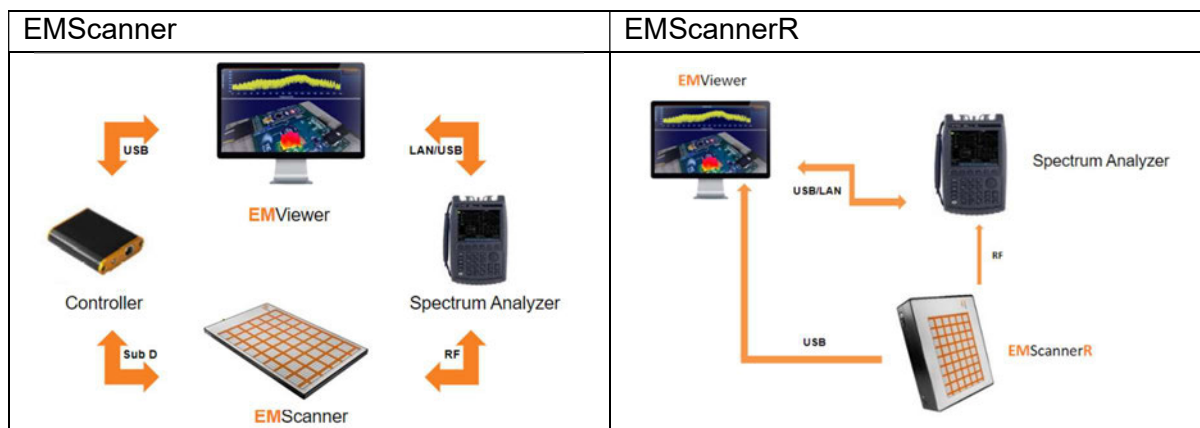 EMScanner
EMScannerR
USB
LAN/USB
EMViewer
Controller
Spectrum Analyzer
Sub D
RF
EMScanner
EMViewer
Spectrum Analyzer
USB/LAN
RF
USB
EMScannerR